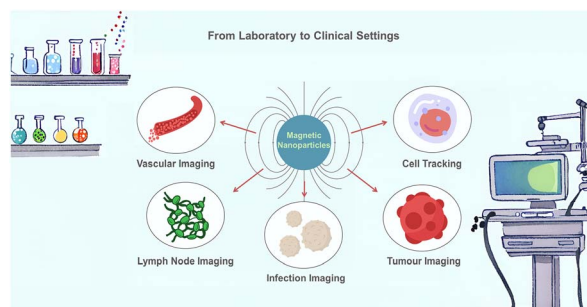 From Laboratory to Clinical Settings
Magnetic
Nanoparticles
Vascular Imaging
Cell Tracking
Lymph Node Imaging
Infection Imaging
Tumour Imaging